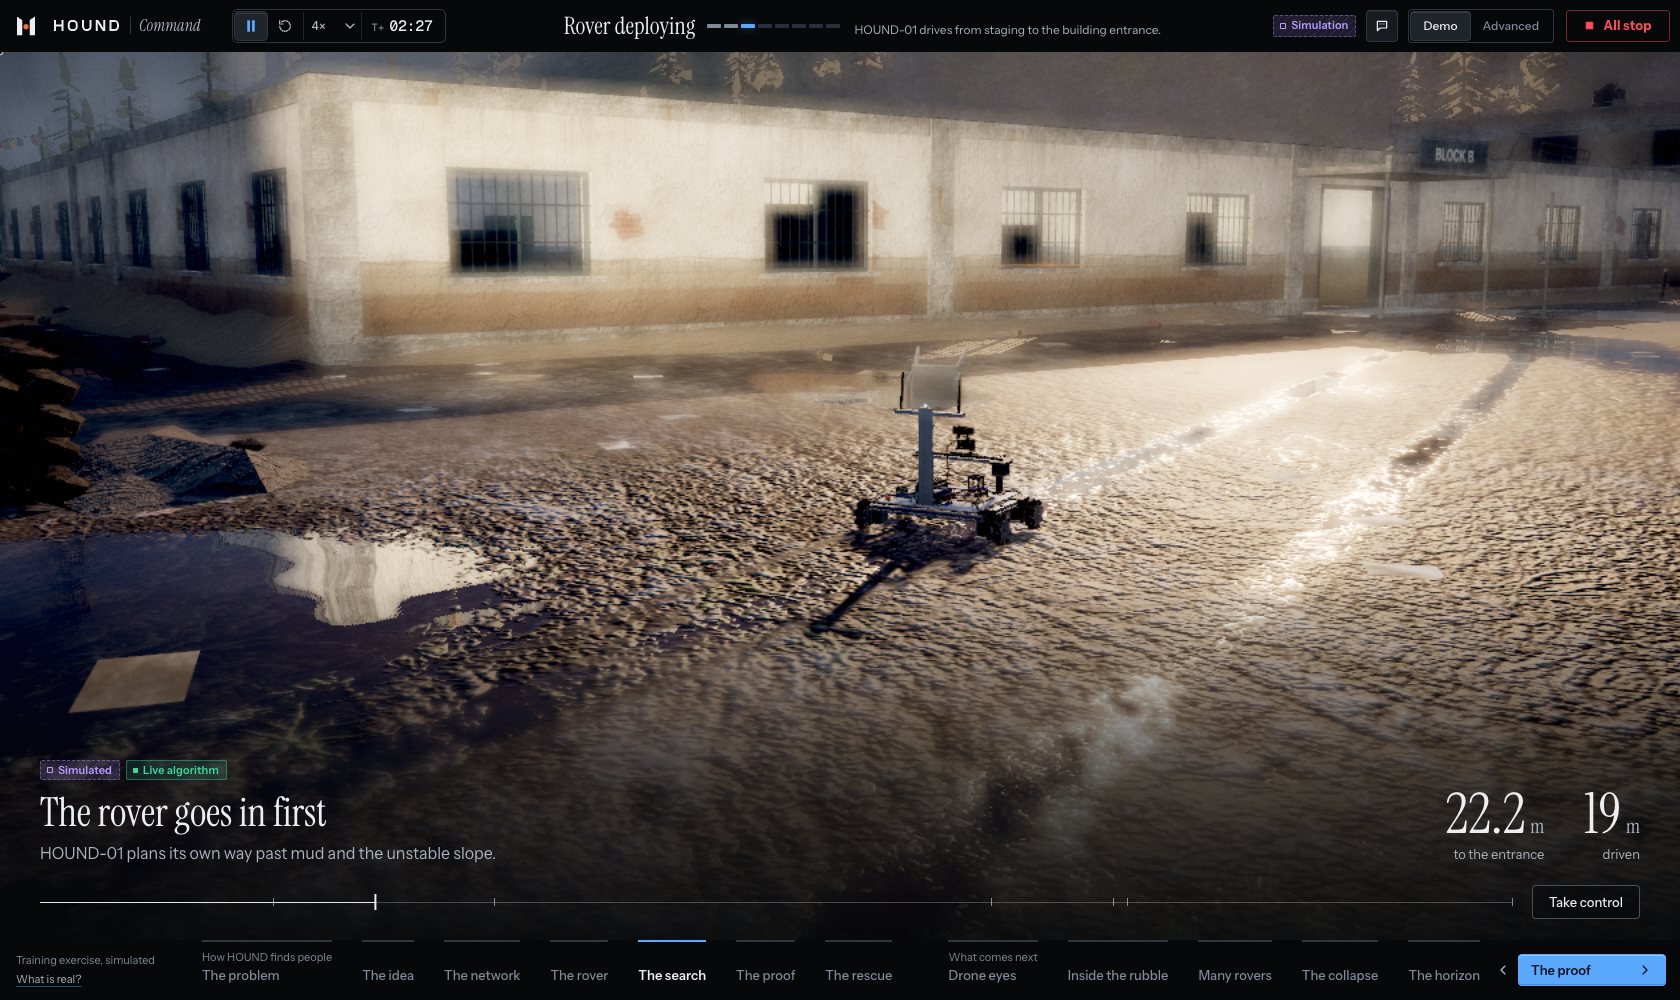 HOUND Command
4×
T+ 02:27
Rover deploying
HOUND-01 drives from staging to the building entrance.
Simulation
Demo
Advanced
All stop
BLOCK B
Simulated
Live algorithm
The rover goes in first
HOUND-01 plans its own way past mud and the unstable slope.
22.2 m
to the entrance
19 m
driven
Take control
Training exercise, simulated
What is real?
How HOUND finds people
The problem
The idea
The network
The rover
The search
The proof
The rescue
What comes next
Drone eyes
Inside the rubble
Many rovers
The collapse
The horizon
The proof